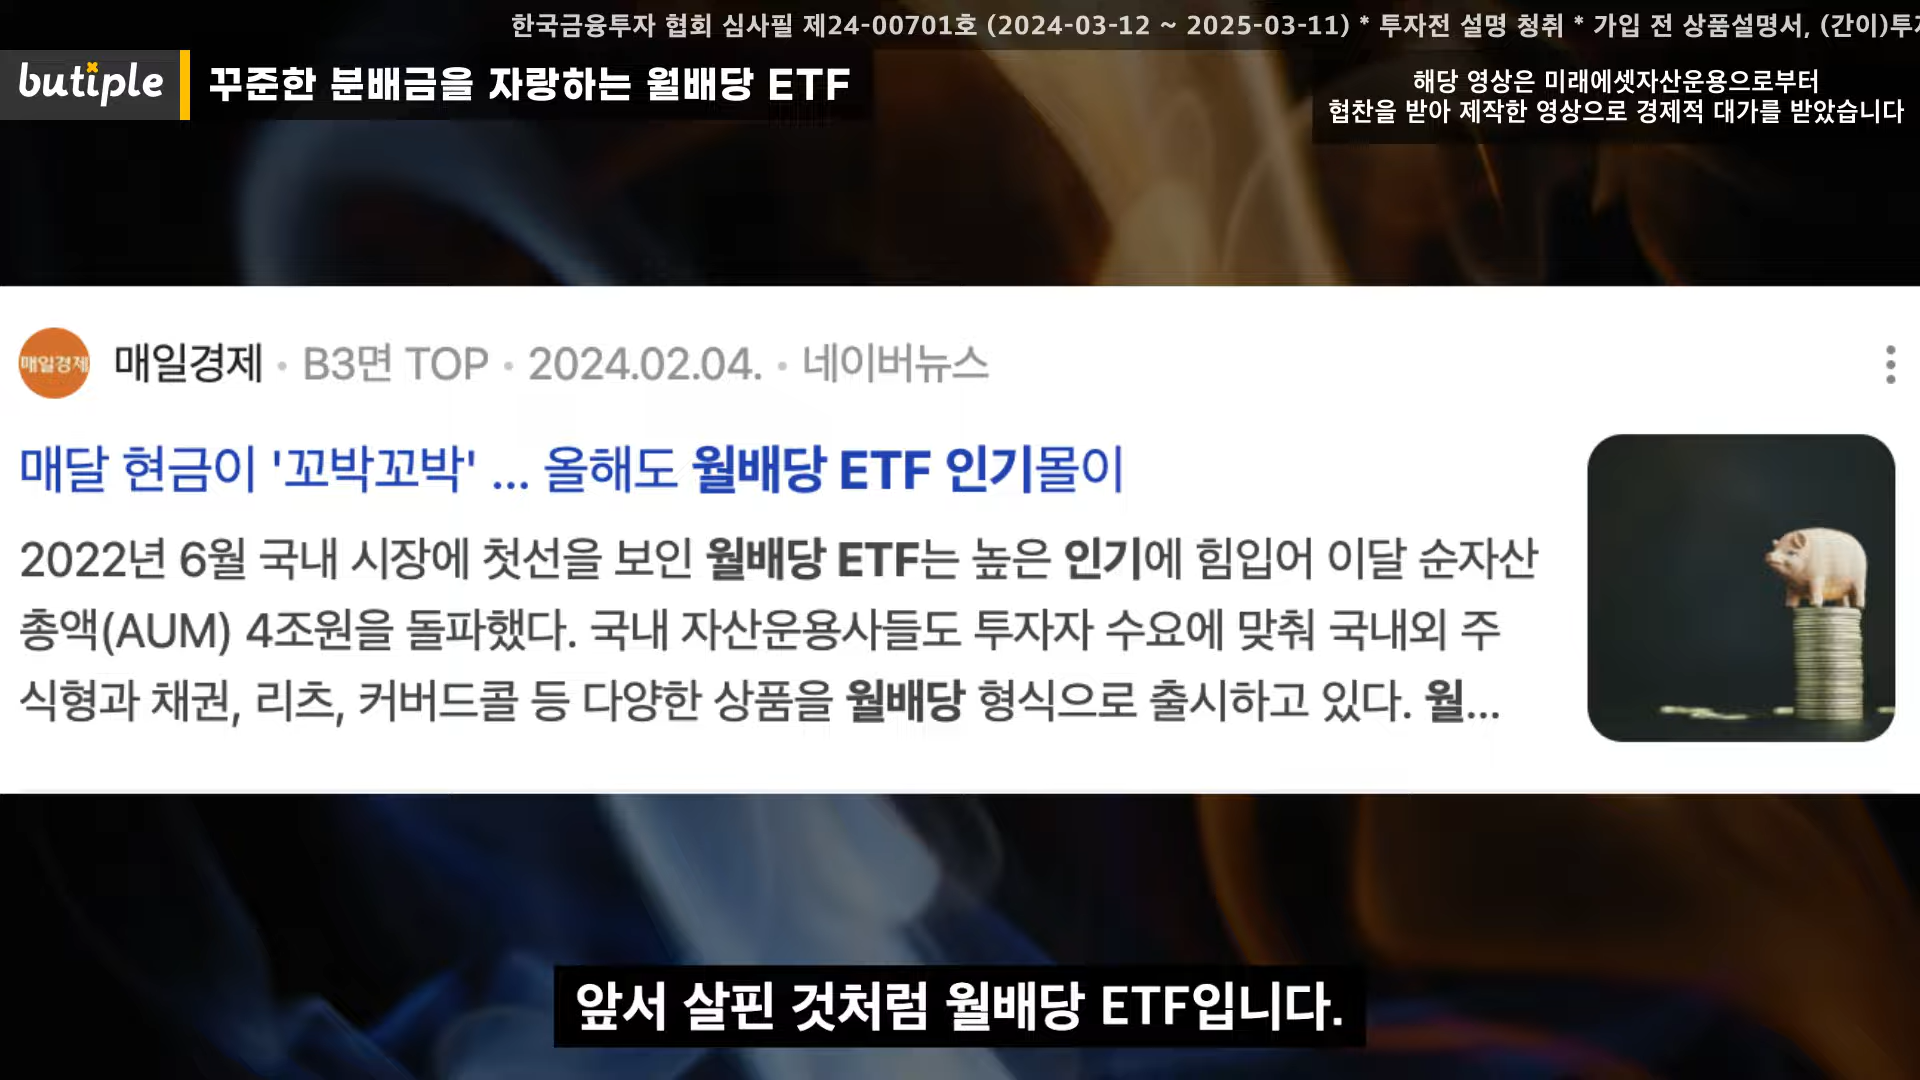 한국금융투자 협회 심사필 제24-00701호 (2024-03-12 ~ 2025-03-11) * 투자전 설명 청취 * 가입 전 상품설명서, (간이)투자
butiple 꾸준한 분배금을 자랑하는 월배당 ETF
해당 영상은 미래에셋자산운용으로부터
협찬을 받아 제작한 영상으로 경제적 대가를 받았습니다
매일경제 매일경제 · B3면 TOP · 2024.02.04. · 네이버뉴스
매달 현금이 '꼬박꼬박' ... 올해도 월배당 ETF 인기몰이
2022년 6월 국내 시장에 첫선을 보인 월배당 ETF는 높은 인기에 힘입어 이달 순자산
총액(AUM) 4조원을 돌파했다. 국내 자산운용사들도 투자자 수요에 맞춰 국내외 주
식형과 채권, 리츠, 커버드콜 등 다양한 상품을 월배당 형식으로 출시하고 있다. 월...
앞서 살핀 것처럼 월배당 ETF입니다.